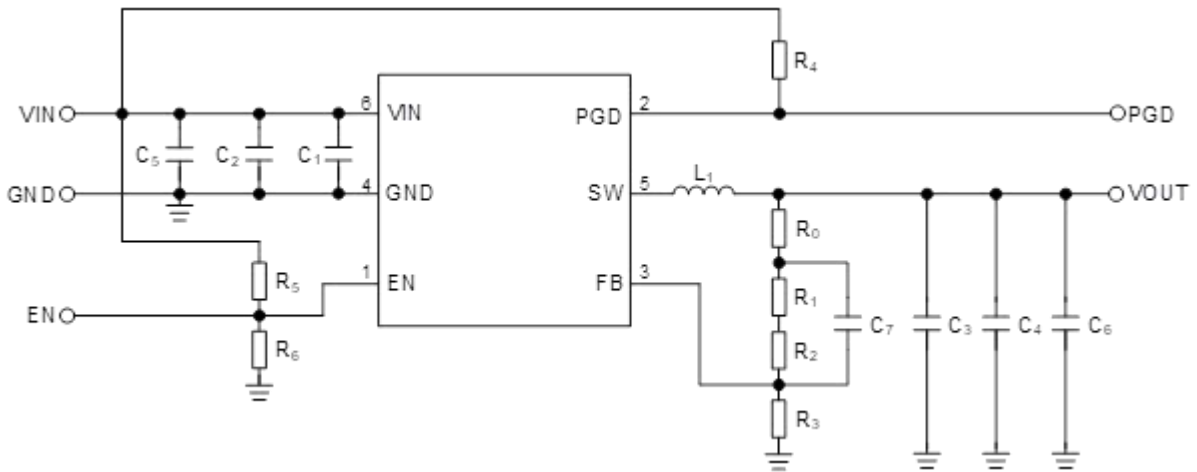 R₄
VIN
6
VIN
PGD
2
PGD
C₅
C₂
C₁
GND
4
GND
SW
5
L₁
VOUT
R₀
R₅
1
EN
FB
3
R₁
EN
C₇
C₃
C₄
C₆
R₆
R₂
R₃